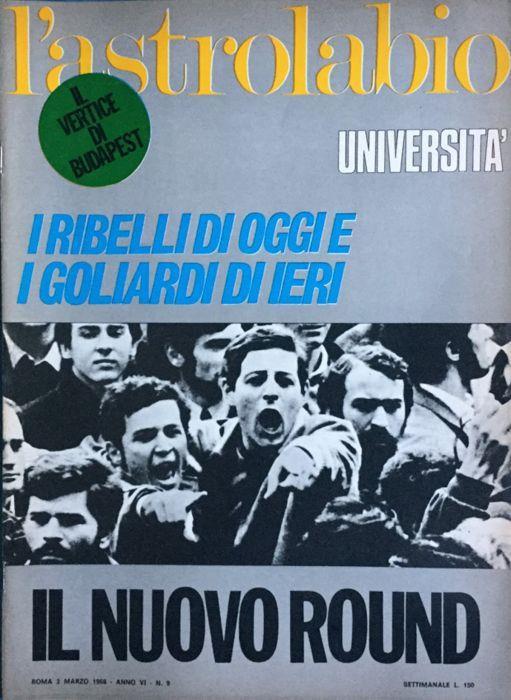 l'astrolabio
IL
VERTICE
DI
BUDAPEST
UNIVERSITA'
I RIBELLI DI OGGI E
I GOLIARDI DI IERI
IL NUOVO ROUND
ROMA 3 MARZO 1968 - ANNO VI - N. 9
SETTIMANALE L. 150